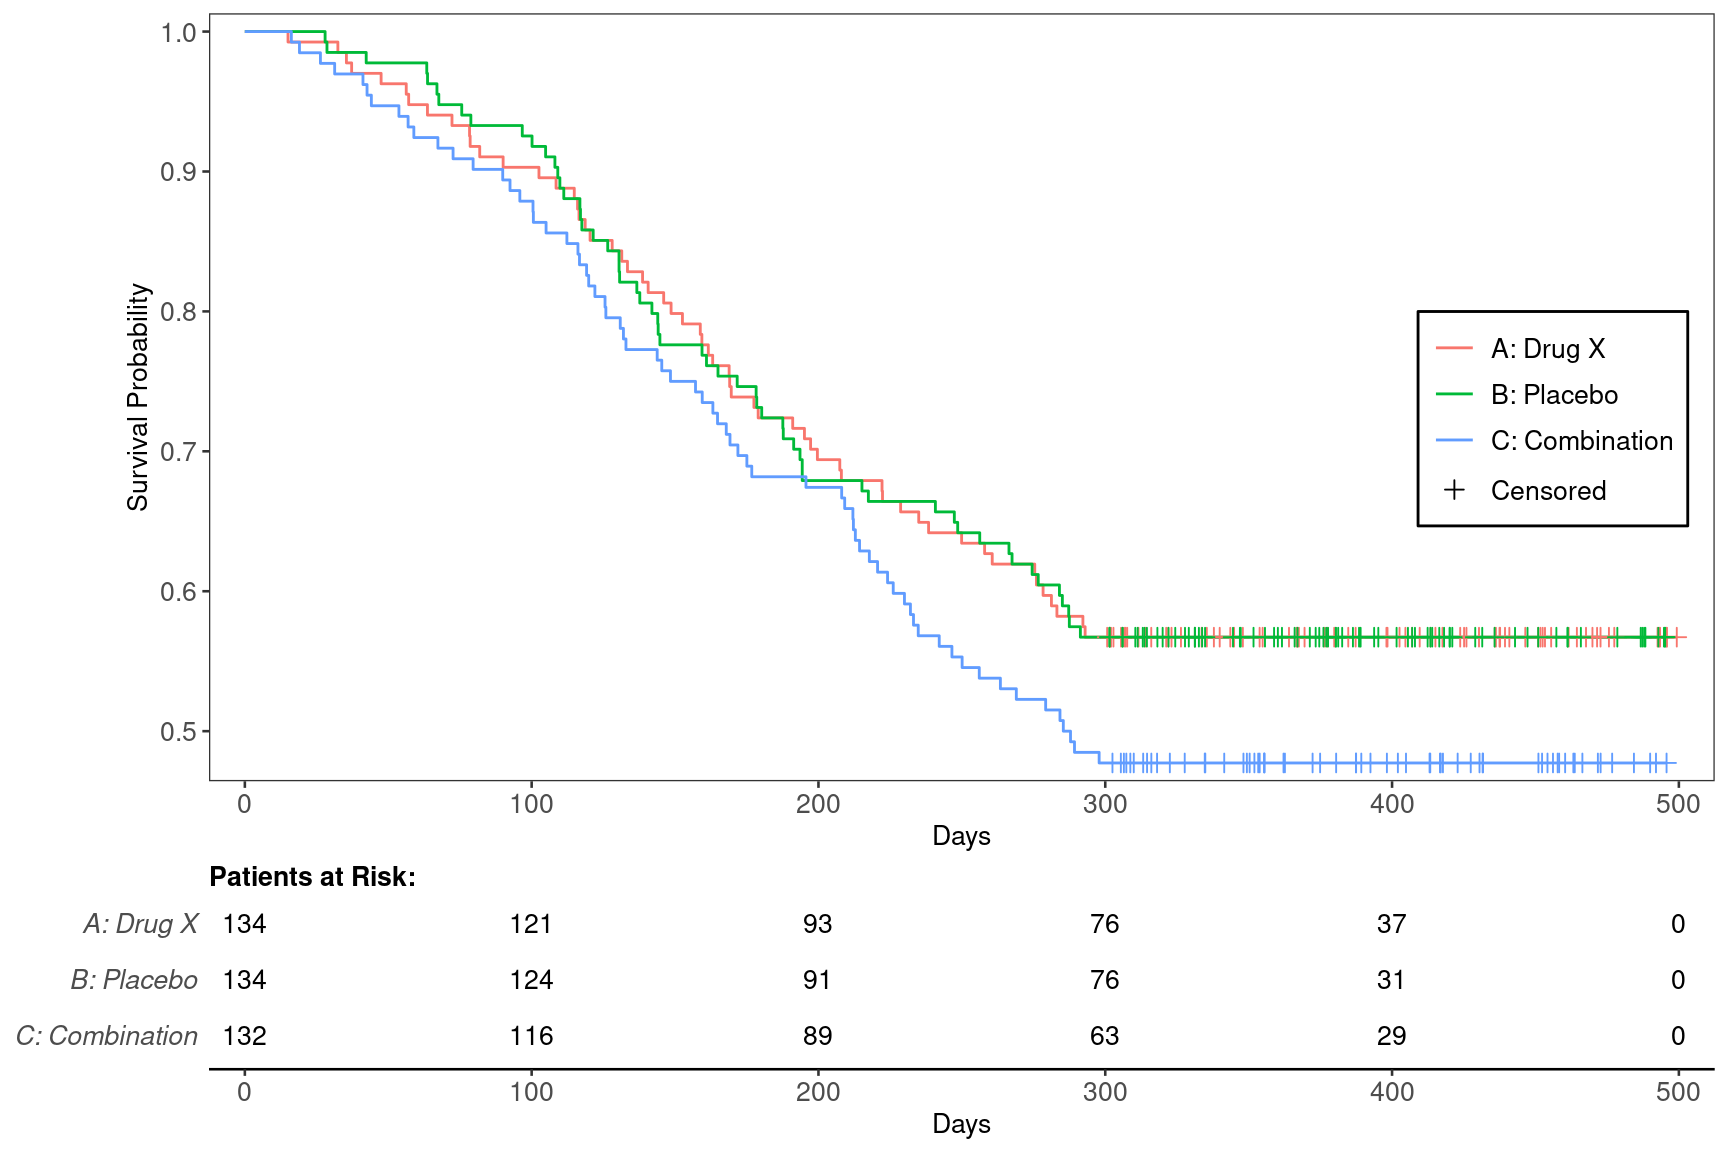 1.0
0.9
0.8
0.7
0.6
0.5
Survival Probability
A: Drug X
B: Placebo
C: Combination
Censored
0 100 200 300 400 500
Days
Patients at Risk:
A: Drug X 134 121 93 76 37 0
B: Placebo 134 124 91 76 31 0
C: Combination 132 116 89 63 29 0
0 100 200 300 400 500
Days